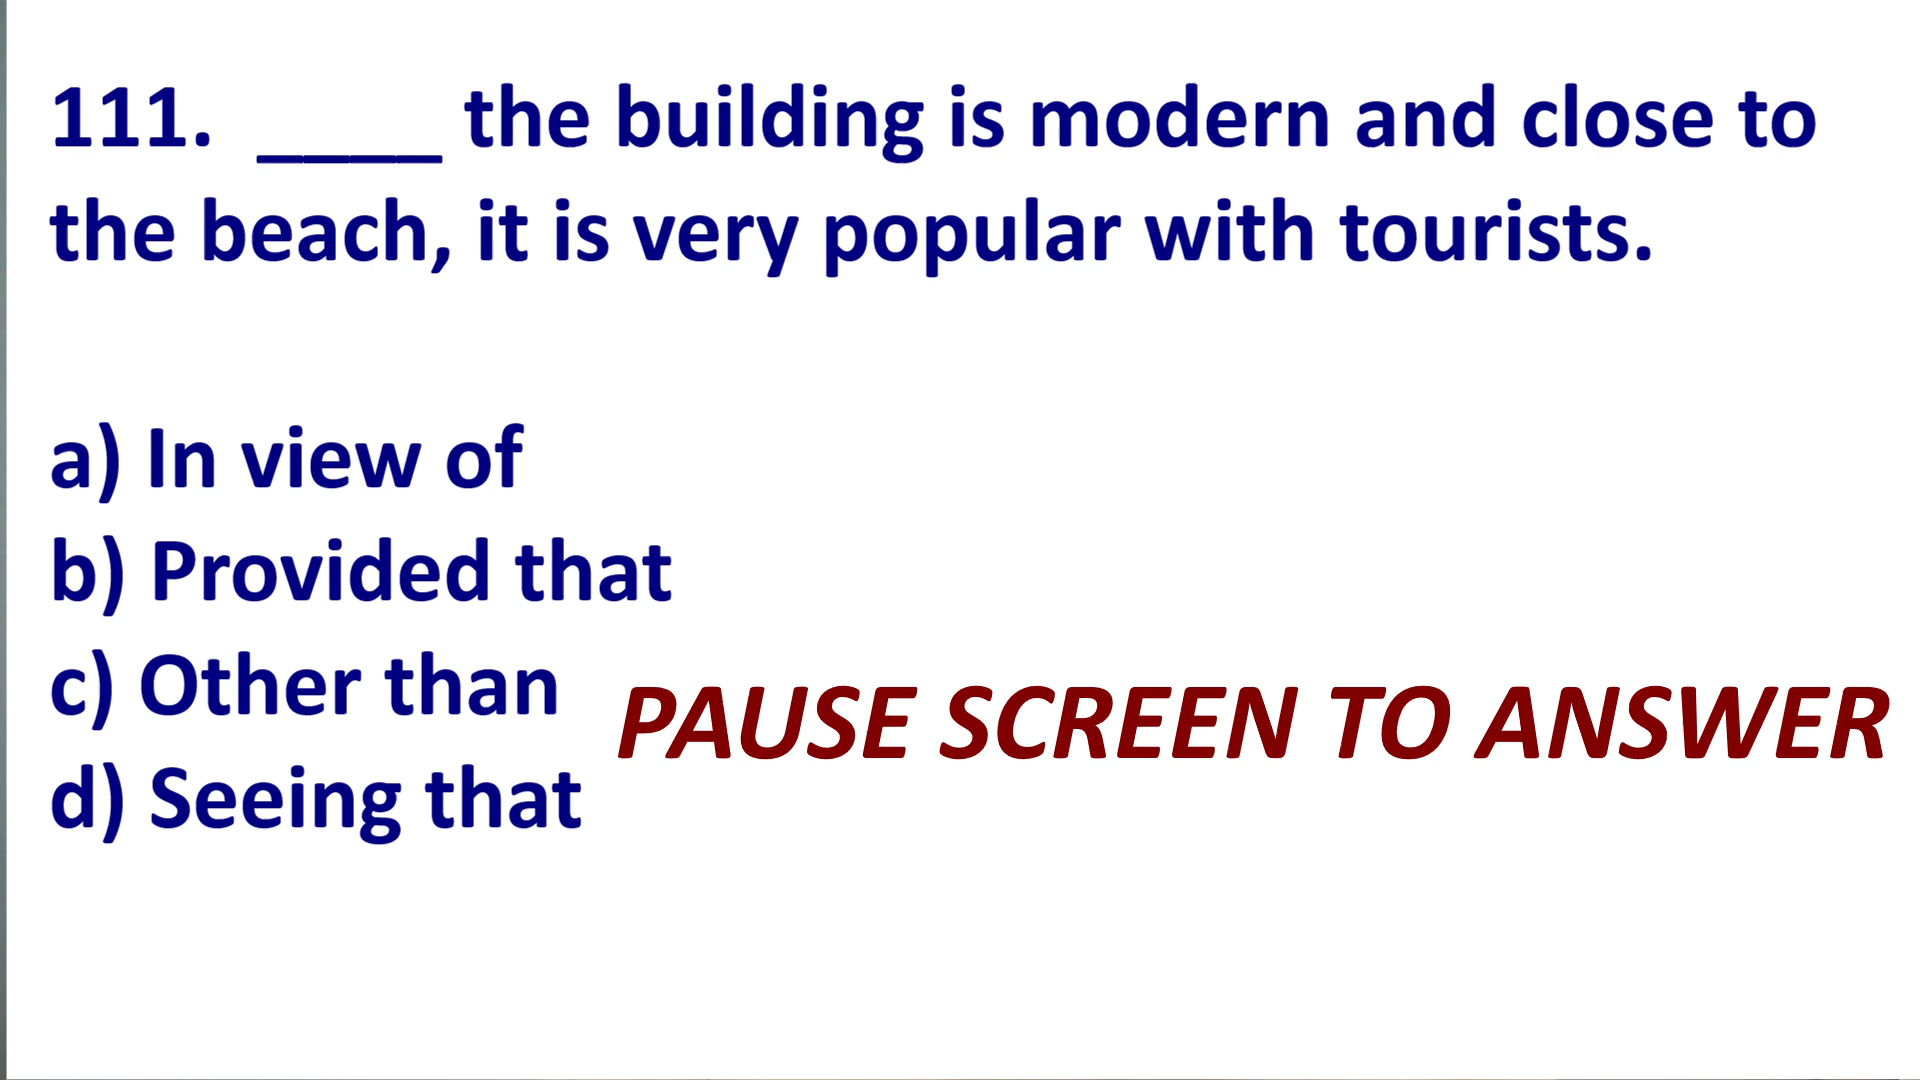 111. ____ the building is modern and close to
the beach, it is very popular with tourists.
a) In view of
b) Provided that
c) Other than
d) Seeing that
PAUSE SCREEN TO ANSWER